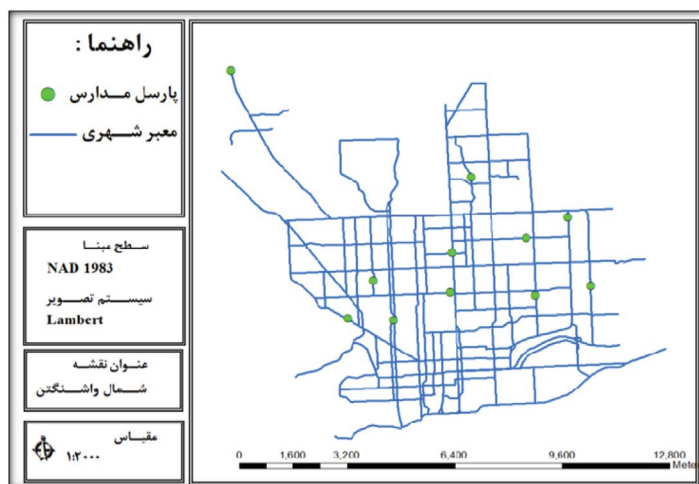 راهنما :
پارسل مدارس
معبر شهری
سطح مبنا
NAD 1983
سیستم تصویر
Lambert
عنوان نقشه
شمال واشنگتن
مقیاس
۱:۲۰۰۰
0 1,600 3,200 6,400 9,600 12,800
Mete